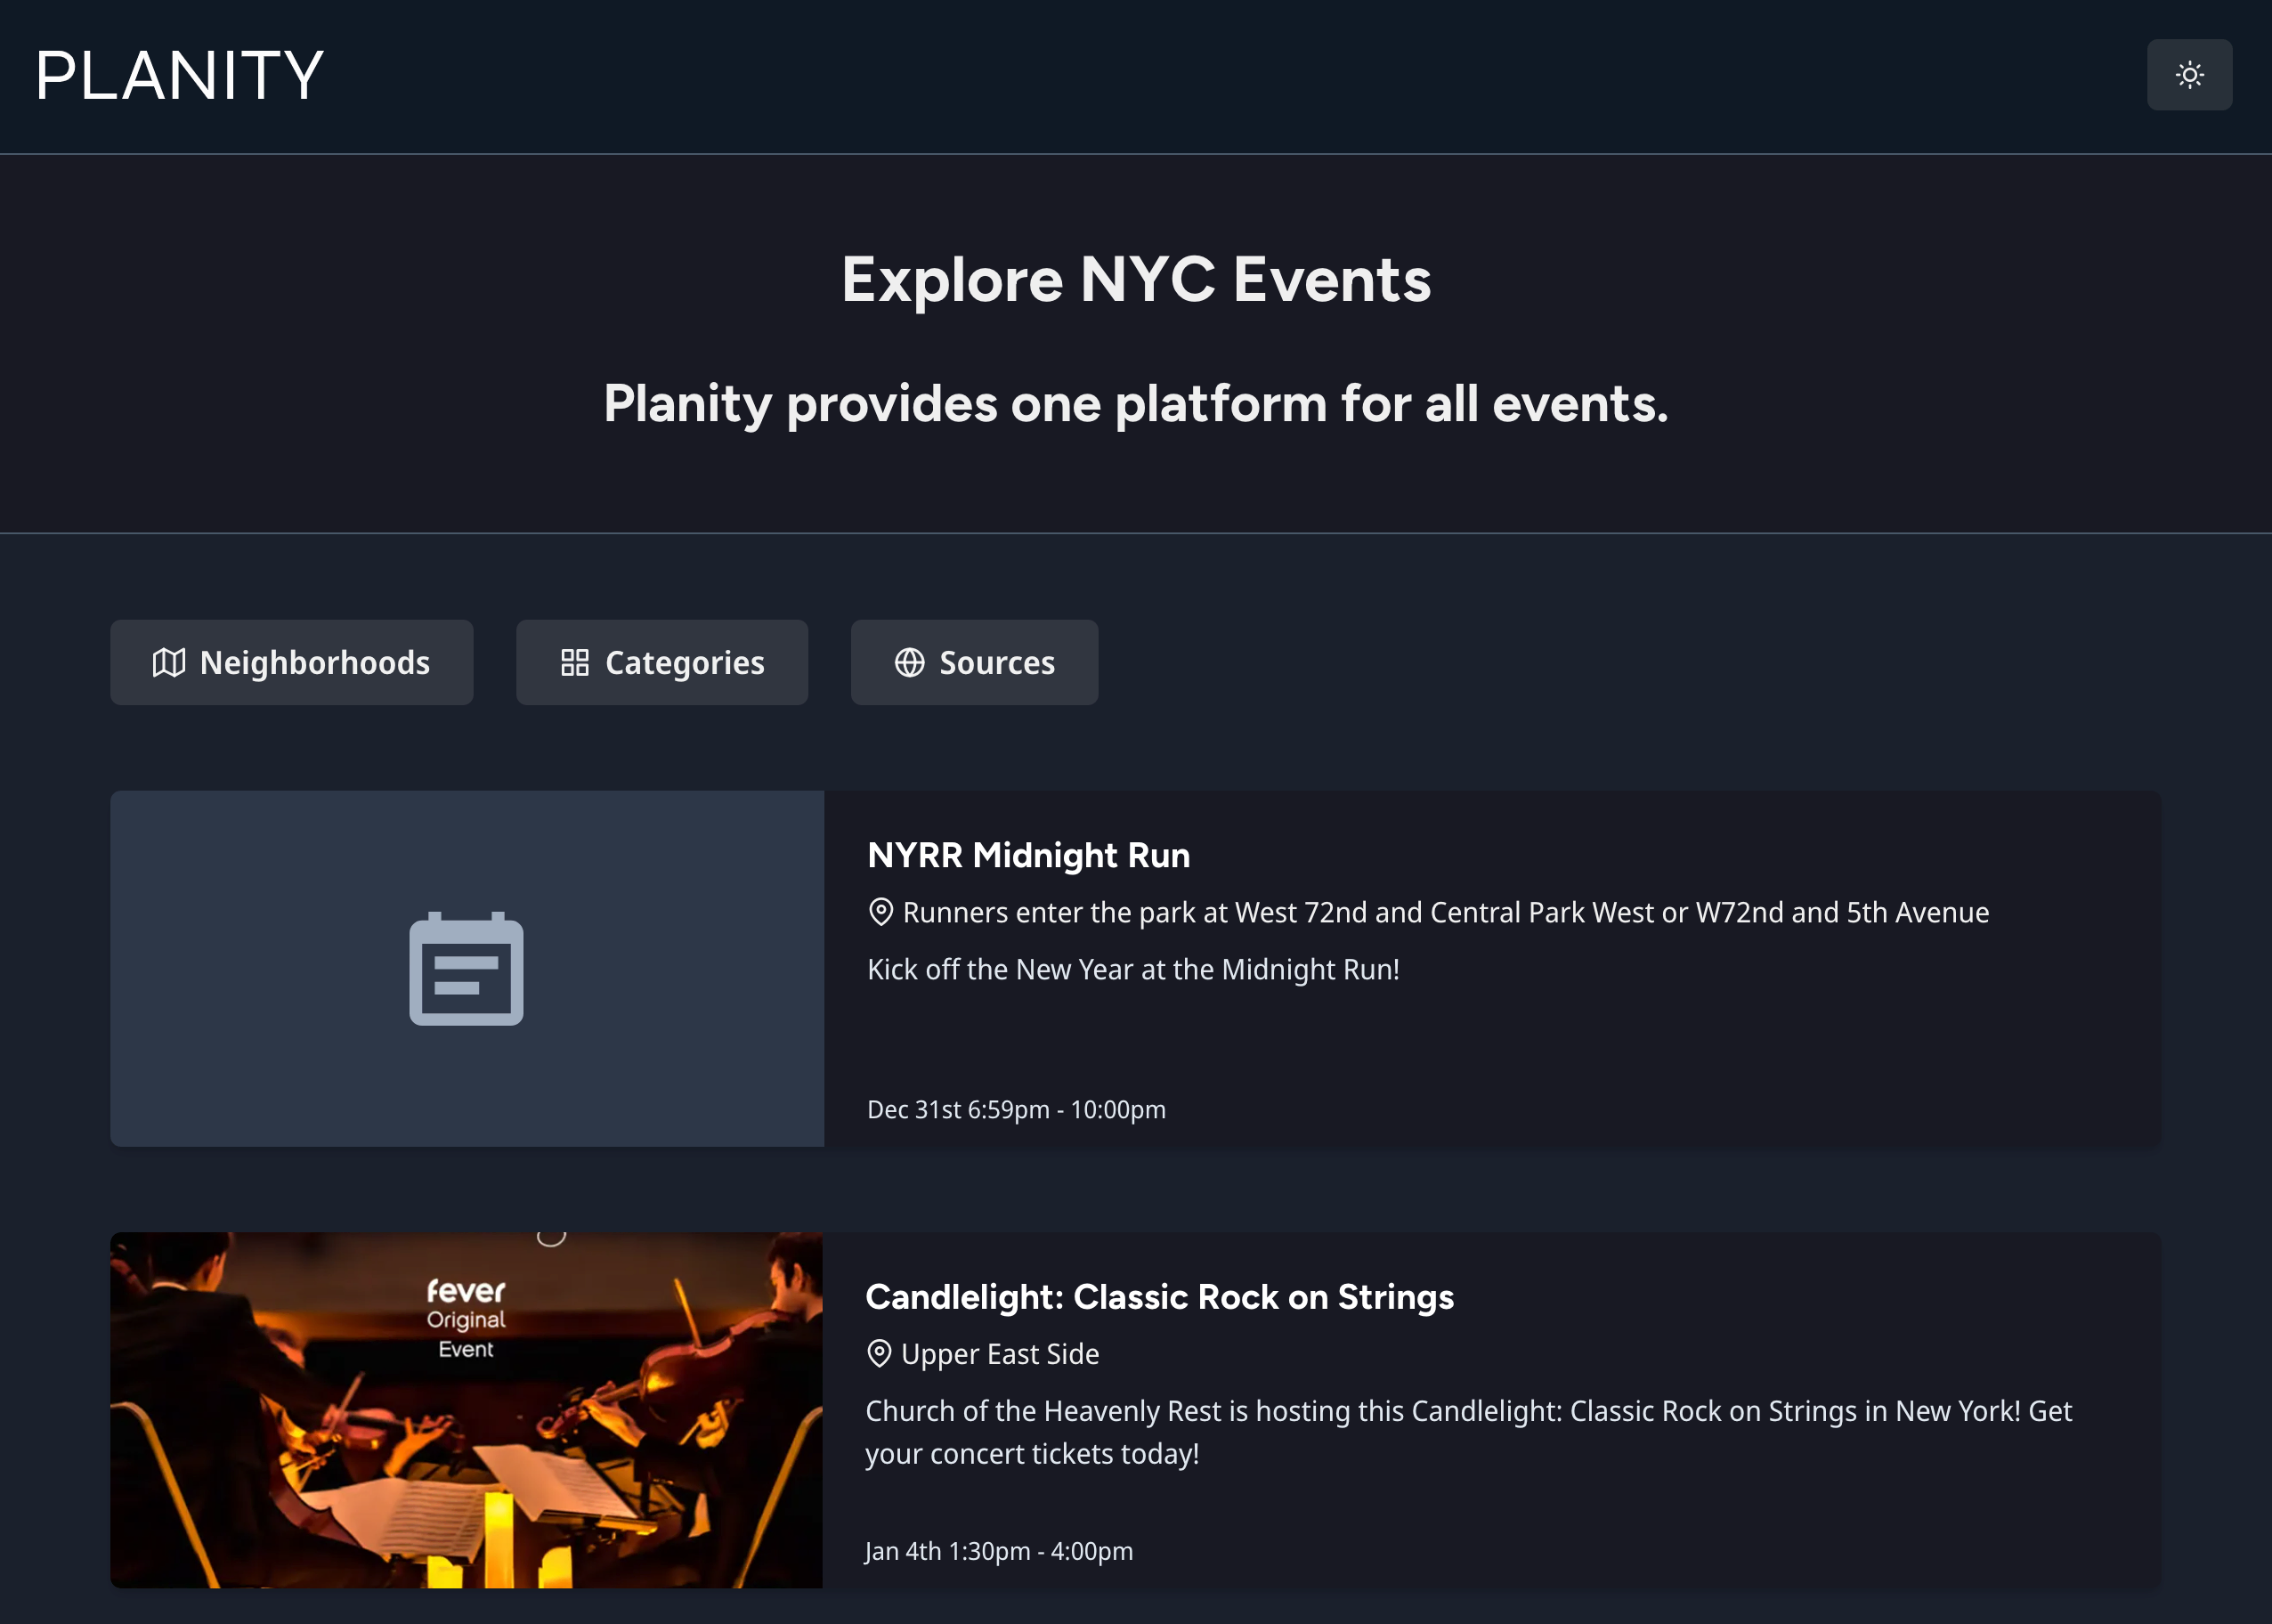 PLANITY
Explore NYC Events
Planity provides one platform for all events.
Neighborhoods
Categories
Sources
NYRR Midnight Run
Runners enter the park at West 72nd and Central Park West or W72nd and 5th Avenue
Kick off the New Year at the Midnight Run!
Dec 31st 6:59pm - 10:00pm
fever
Original
Event
Candlelight: Classic Rock on Strings
Upper East Side
Church of the Heavenly Rest is hosting this Candlelight: Classic Rock on Strings in New York! Get
your concert tickets today!
Jan 4th 1:30pm - 4:00pm